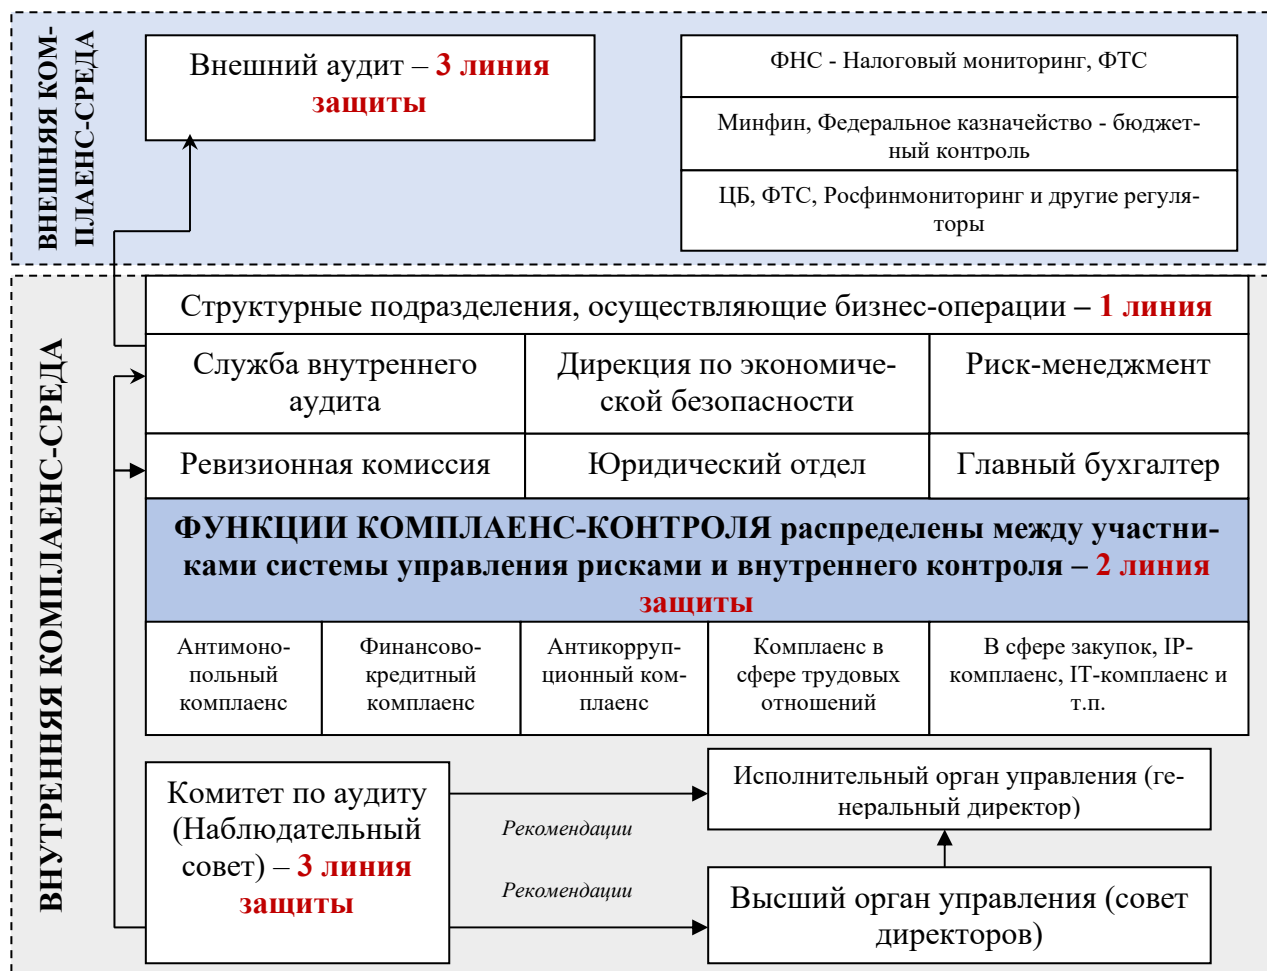 ВНЕШНЯЯ КОМ-
ПЛАЕНС-СРЕДА
Внешний аудит – 3 линия
защиты
ФНС - Налоговый мониторинг, ФТС
Минфин, Федеральное казначейство - бюджет-
ный контроль
ЦБ, ФТС, Росфинмониторинг и другие регуля-
торы
ВНУТРЕННЯЯ КОМПЛАЕНС-СРЕДА
Структурные подразделения, осуществляющие бизнес-операции – 1 линия
Служба внутреннего
аудита
Дирекция по экономиче-
ской безопасности
Риск-менеджмент
Ревизионная комиссия
Юридический отдел
Главный бухгалтер
ФУНКЦИИ КОМПЛАЕНС-КОНТРОЛЯ распределены между участни-
ками системы управления рисками и внутреннего контроля – 2 линия
защиты
Антимоно-
польный
комплаенс
Финансово-
кредитный
комплаенс
Антикорруп-
ционный ком-
плаенс
Комплаенс в
сфере трудовых
отношений
В сфере закупок, IP-
комплаенс, IT-комплаенс и
т.п.
Комитет по аудиту
(Наблюдательный
совет) – 3 линия
защиты
Рекомендации
Рекомендации
Исполнительный орган управления (ге-
неральный директор)
Высший орган управления (совет
директоров)